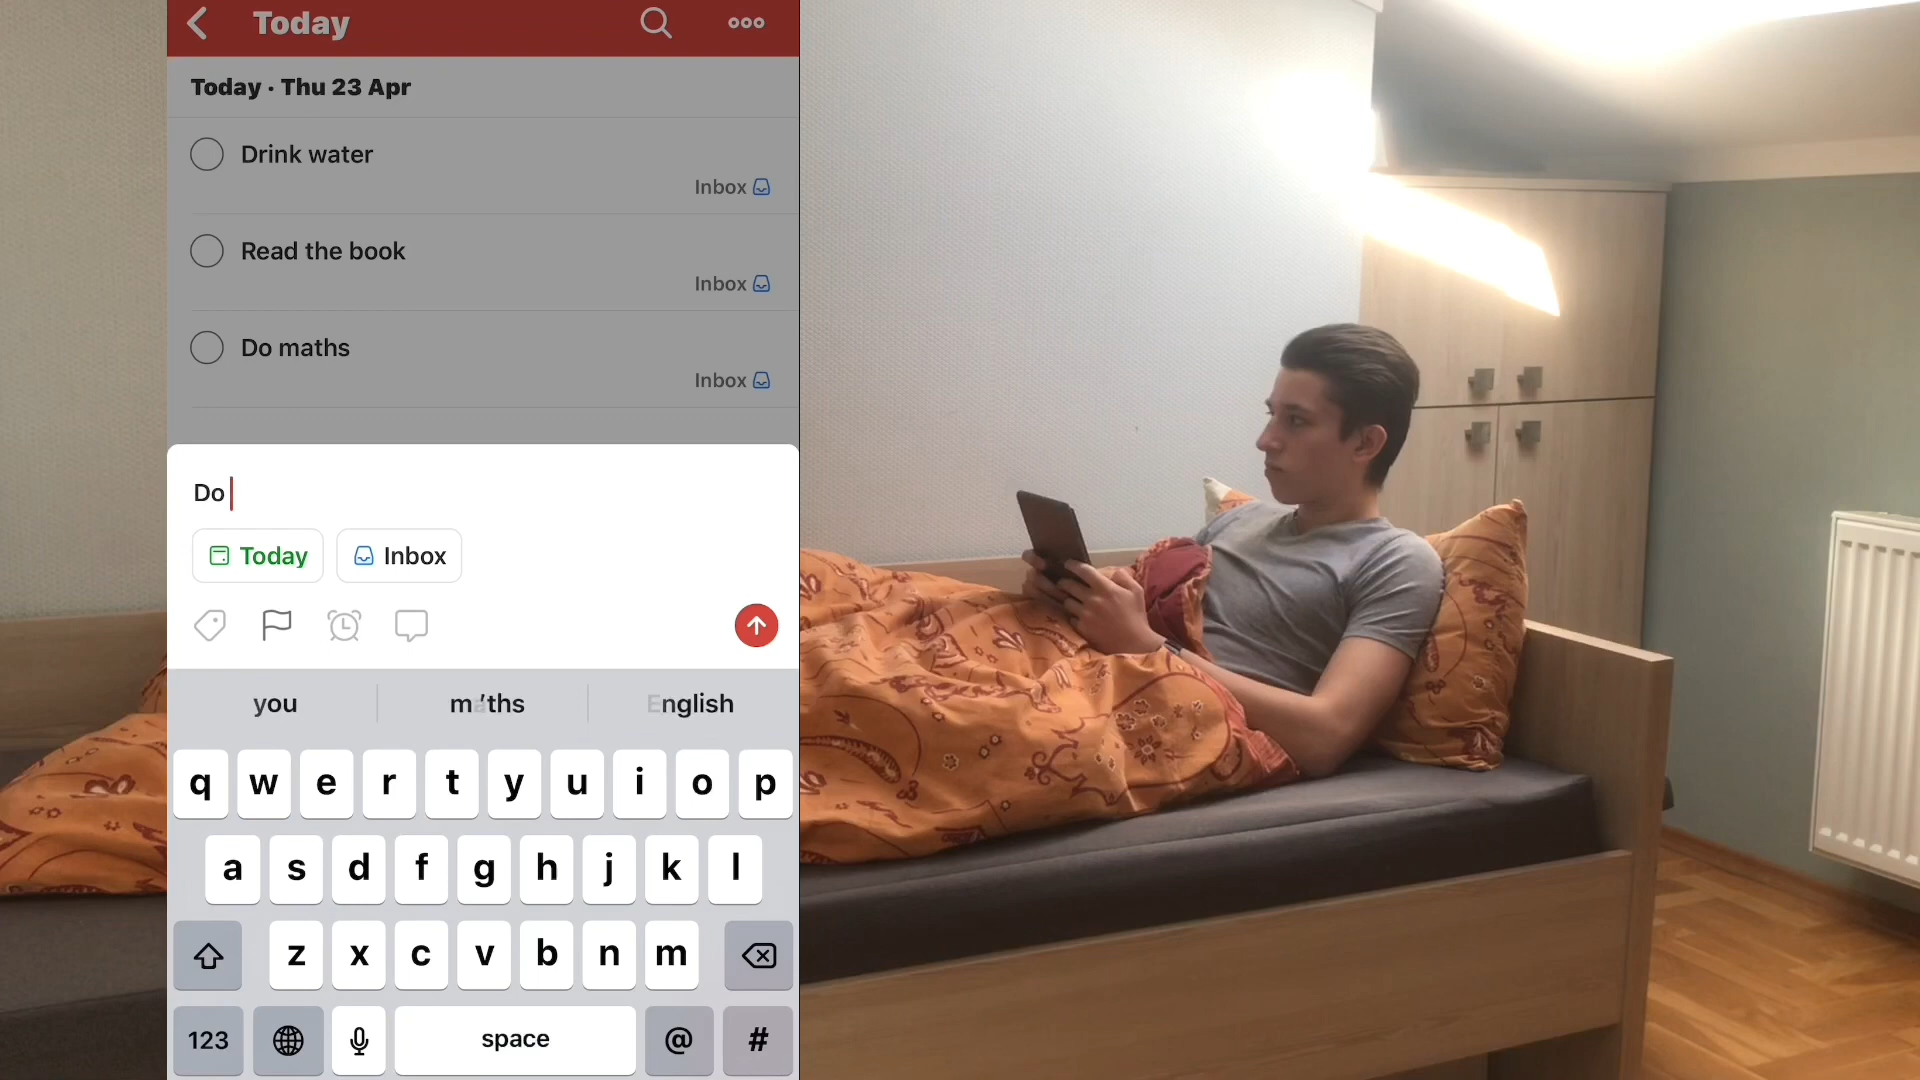 Today
Today · Thu 23 Apr
Drink water
Inbox
Read the book
Inbox
Do maths
Inbox
Do
Today Inbox
you English
q w e r t y u i o p
a s d f g h j k l
z x c v b n m
123 space @ #